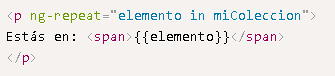 <p ng-repeat="elemento in miColeccion">
Estás en: <span>{{elemento}}</span>
</p>